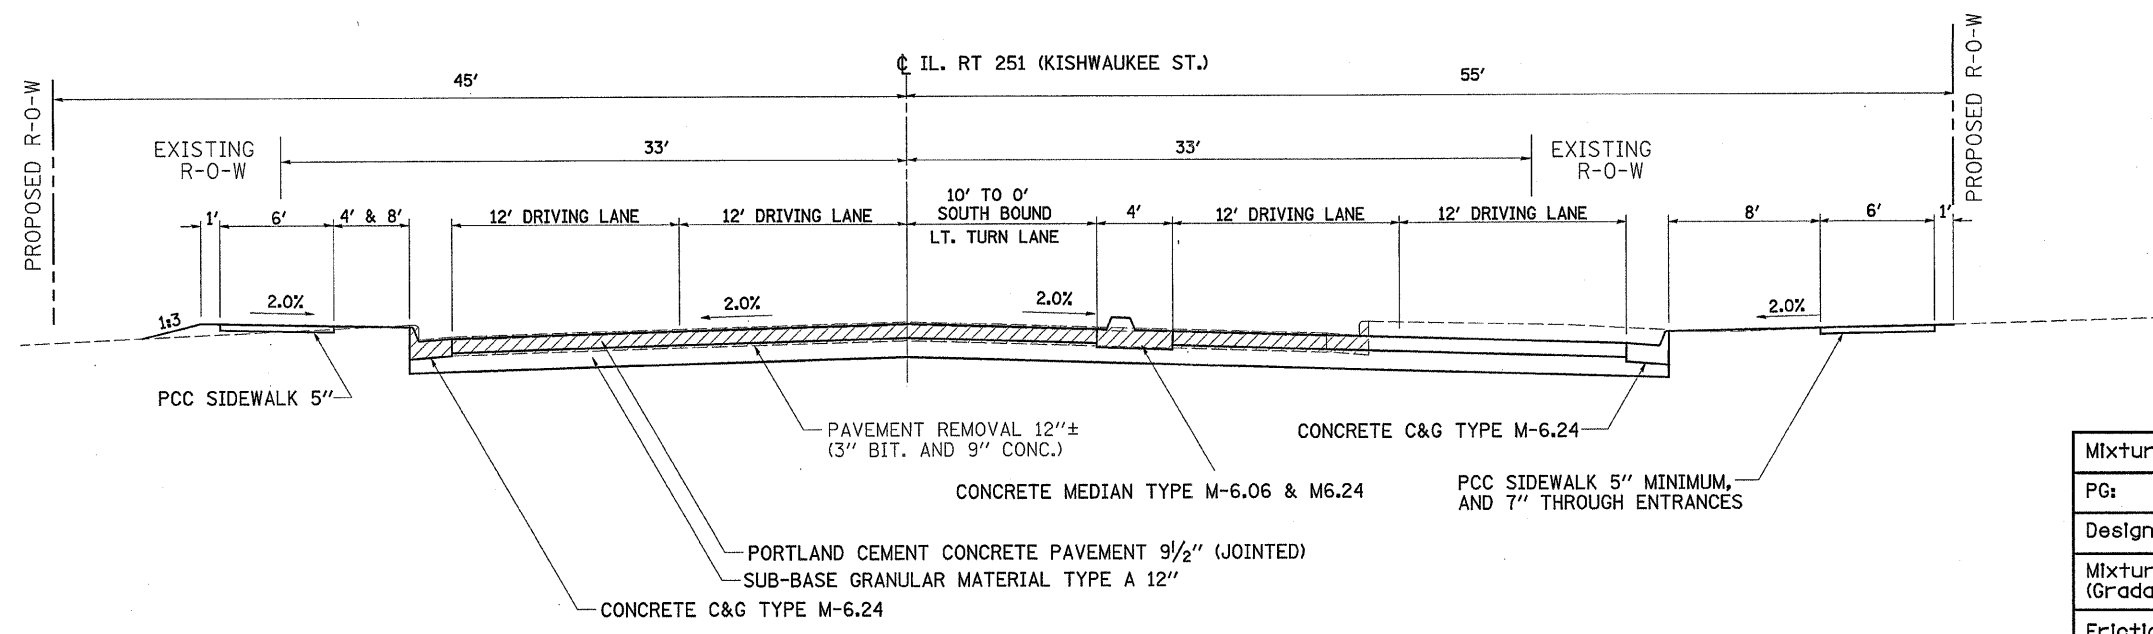 ℄ IL. RT 251 (KISHWAUKEE ST.)
45'
55'
PROPOSED R-O-W
PROPOSED R-O-W
EXISTING
R-O-W
33'
33'
EXISTING
R-O-W
1'
6'
4' & 8'
12' DRIVING LANE
12' DRIVING LANE
10' TO 0'
SOUTH BOUND
LT. TURN LANE
4'
12' DRIVING LANE
12' DRIVING LANE
8'
6'
1'
1:3
2.0%
2.0%
2.0%
2.0%
PCC SIDEWALK 5"
PAVEMENT REMOVAL 12"±
(3" BIT. AND 9" CONC.)
CONCRETE C&G TYPE M-6.24
CONCRETE MEDIAN TYPE M-6.06 & M6.24
PCC SIDEWALK 5" MINIMUM,
AND 7" THROUGH ENTRANCES
PORTLAND CEMENT CONCRETE PAVEMENT 9½" (JOINTED)
SUB-BASE GRANULAR MATERIAL TYPE A 12"
CONCRETE C&G TYPE M-6.24
Mixtur
PG:
Design
Mixtur
(Grada
Frictio